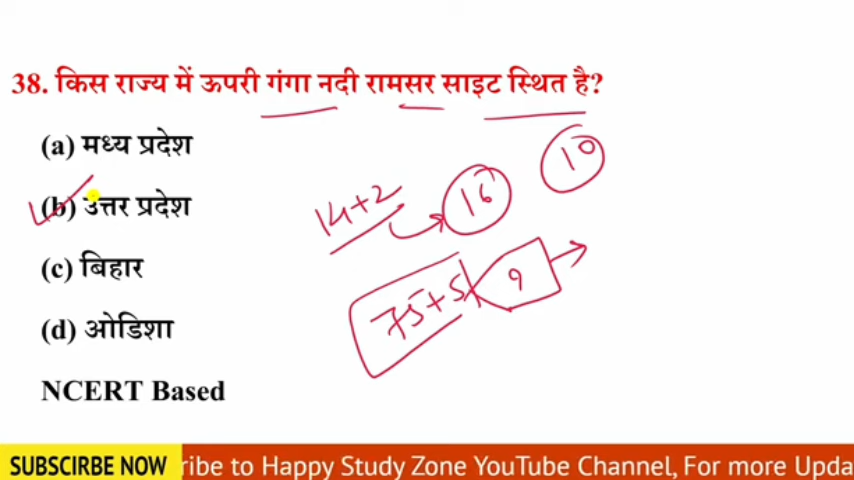 38. किस राज्य में ऊपरी गंगा नदी रामसर साइट स्थित है?
(a) मध्य प्रदेश
10
(b) उत्तर प्रदेश
14+2
16
(c) बिहार
75+5
9
(d) ओडिशा
NCERT Based
SUBSCIRBE NOW ribe to Happy Study Zone YouTube Channel, For more Upda